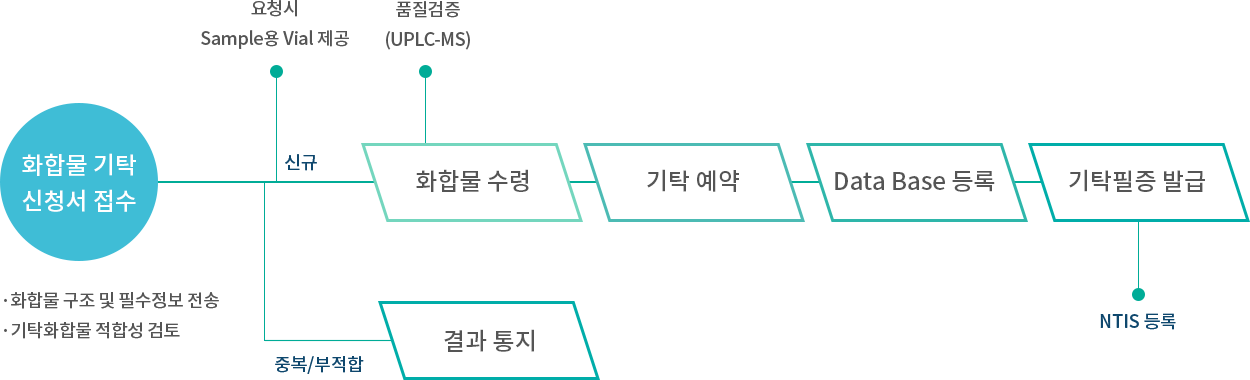 요청시
Sample용 Vial 제공
품질검증
(UPLC-MS)
화합물 기탁
신청서 접수
신규
화합물 수령
기탁 예약
Data Base 등록
기탁필증 발급
·화합물 구조 및 필수정보 전송
·기탁화합물 적합성 검토
중복/부적합
결과 통지
NTIS 등록